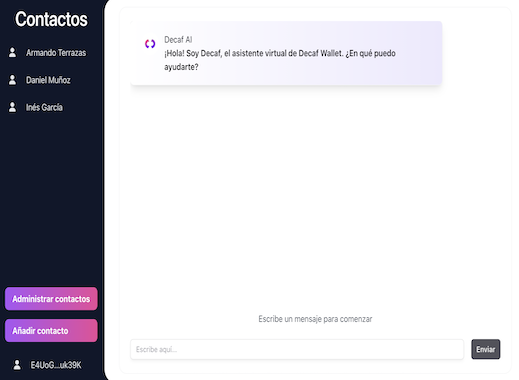 Contactos
Armando Terrazas
Daniel Muñoz
Inés García
Administrar contactos
Añadir contacto
E4UoG...uk39K
Decaf AI
¡Hola! Soy Decaf, el asistente virtual de Decaf Wallet. ¿En qué puedo
ayudarte?
Escribe un mensaje para comenzar
Escribe aquí...
Enviar